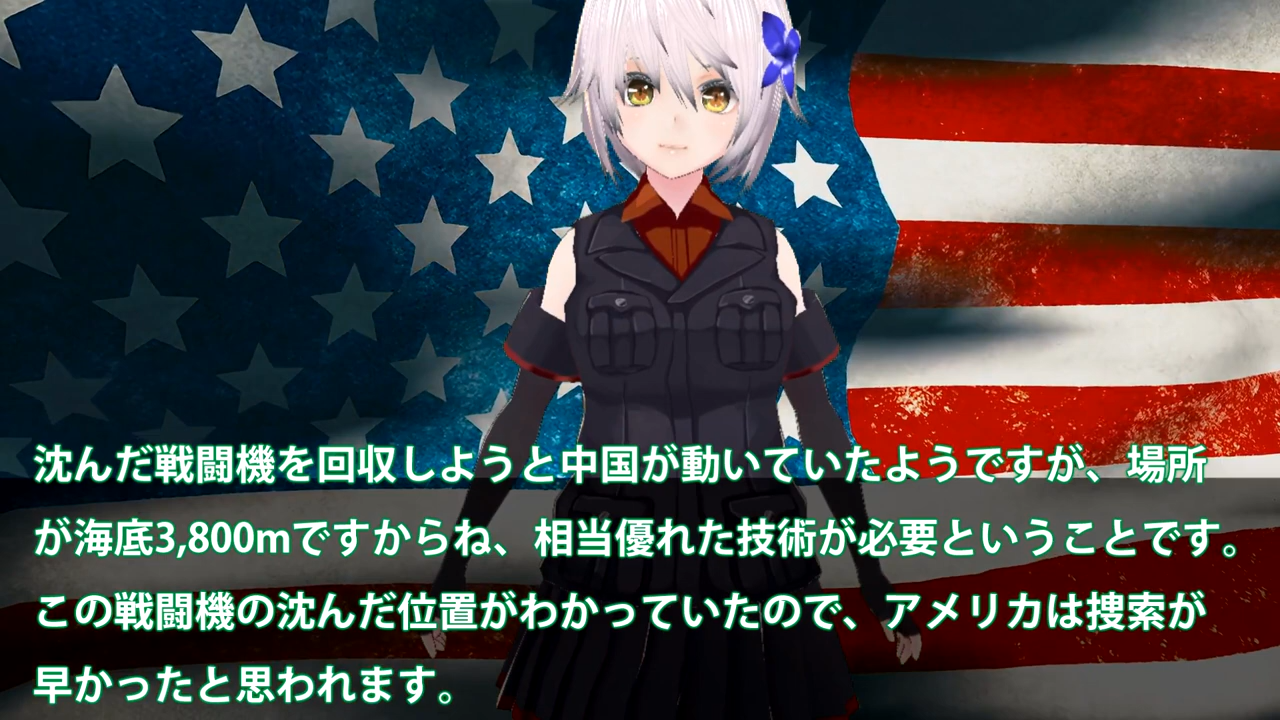 沈んだ戦闘機を回収しようと中国が動いていたようですが、場所
が海底3,800mですからね、相当優れた技術が必要ということです。
この戦闘機の沈んだ位置がわかっていたので、アメリカは捜索が
早かったと思われます。